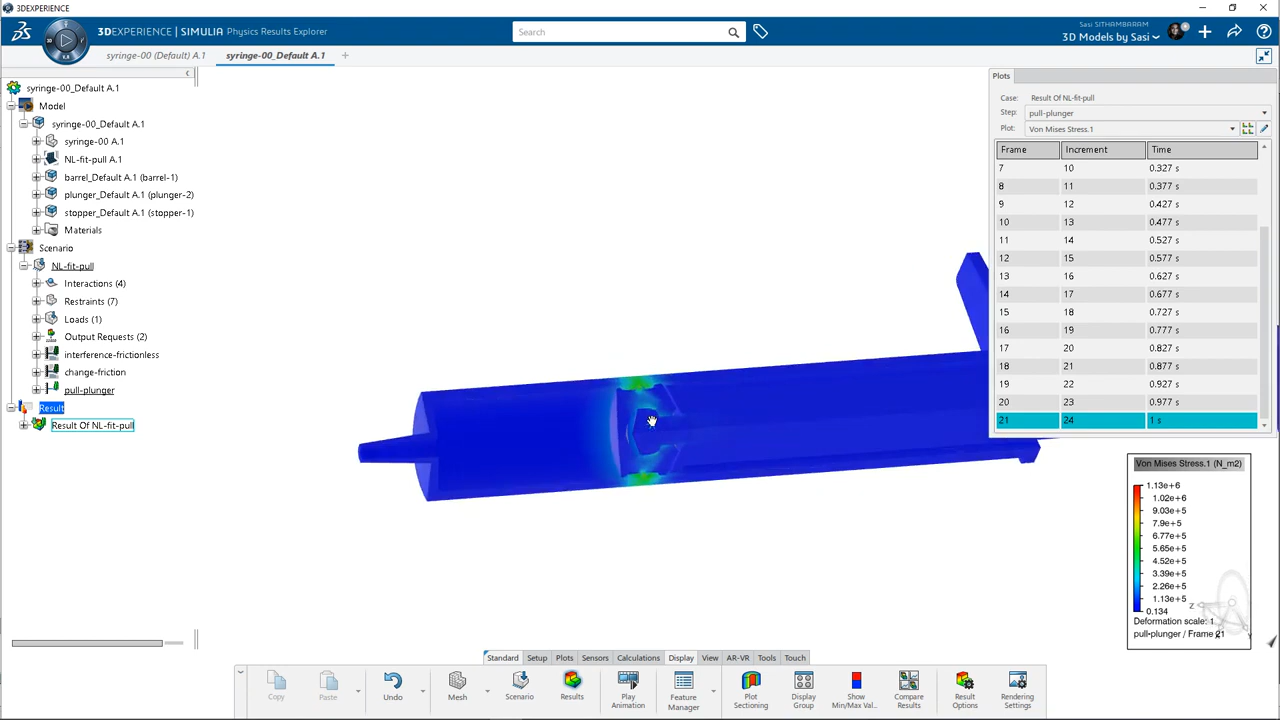 3DEXPERIENCE
3DEXPERIENCE | SIMULIA Physics Results Explorer
Search
Sasi SITHAMBARAM
3D Models by Sasi
syringe-00 (Default) A.1
syringe-00_Default A.1
syringe-00_Default A.1
Model
syringe-00_Default A.1
syringe-00 A.1
NL-fit-pull A.1
barrel_Default A.1 (barrel-1)
plunger_Default A.1 (plunger-2)
stopper_Default A.1 (stopper-1)
Materials
Scenario
NL-fit-pull
Interactions (4)
Restraints (7)
Loads (1)
Output Requests (2)
interference-frictionless
change-friction
pull-plunger
Result
Result Of NL-fit-pull
Plots
Case: Result Of NL-fit-pull
Step: pull-plunger
Plot: Von Mises Stress.1
Frame Increment Time
7 10 0.327 s
8 11 0.377 s
9 12 0.427 s
10 13 0.477 s
11 14 0.527 s
12 15 0.577 s
13 16 0.627 s
14 17 0.677 s
15 18 0.727 s
16 19 0.777 s
17 20 0.827 s
18 21 0.877 s
19 22 0.927 s
20 23 0.977 s
21 24 1 s
Von Mises Stress.1 (N_m2)
1.13e+6
1.02e+6
9.03e+5
7.9e+5
6.77e+5
5.65e+5
4.52e+5
3.39e+5
2.26e+5
1.13e+5
0.134
Z
Deformation scale: 1
pull-plunger / Frame 21
Standard Setup Plots Sensors Calculations Display View AR-VR Tools Touch
Copy Paste Undo Mesh Scenario Results Play Animation Feature Manager Plot Sectioning Display Group Show Min/Max Val... Compare Results Result Options Rendering Settings